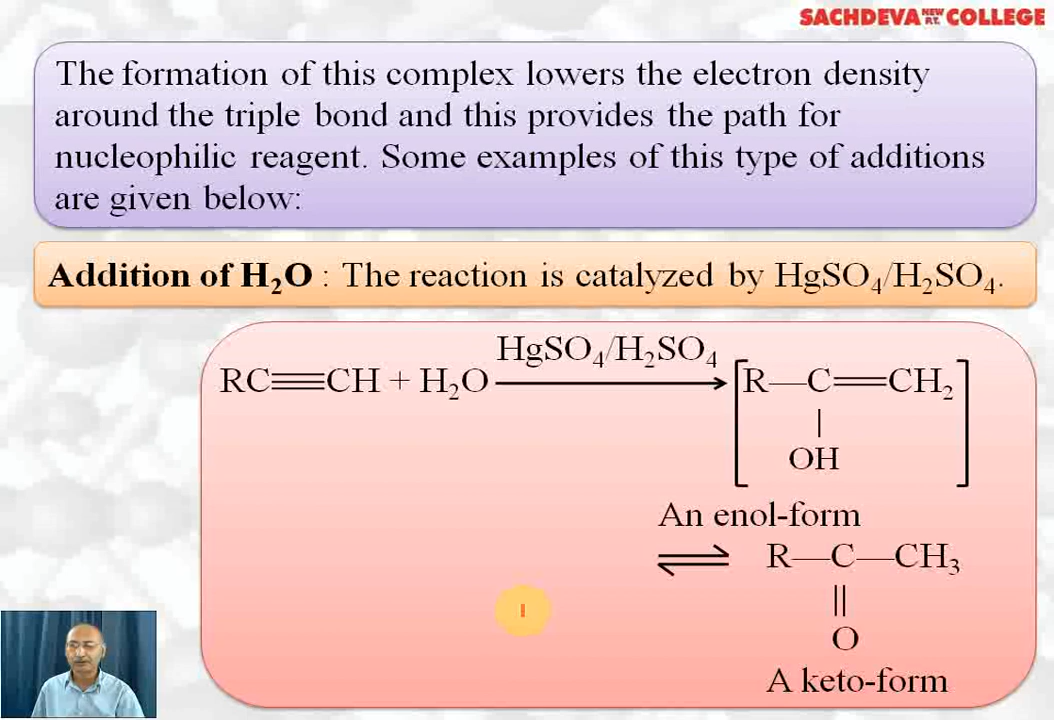 SACHDEVA NEW P.T. COLLEGE
The formation of this complex lowers the electron density
around the triple bond and this provides the path for
nucleophilic reagent. Some examples of this type of additions
are given below:
Addition of H₂O : The reaction is catalyzed by HgSO₄/H₂SO₄.
HgSO₄/H₂SO₄
RC≡CH + H₂O ⟶ [R—C=CH₂]
|
OH
An enol-form
⇌ R—C—CH₃
||
O
A keto-form